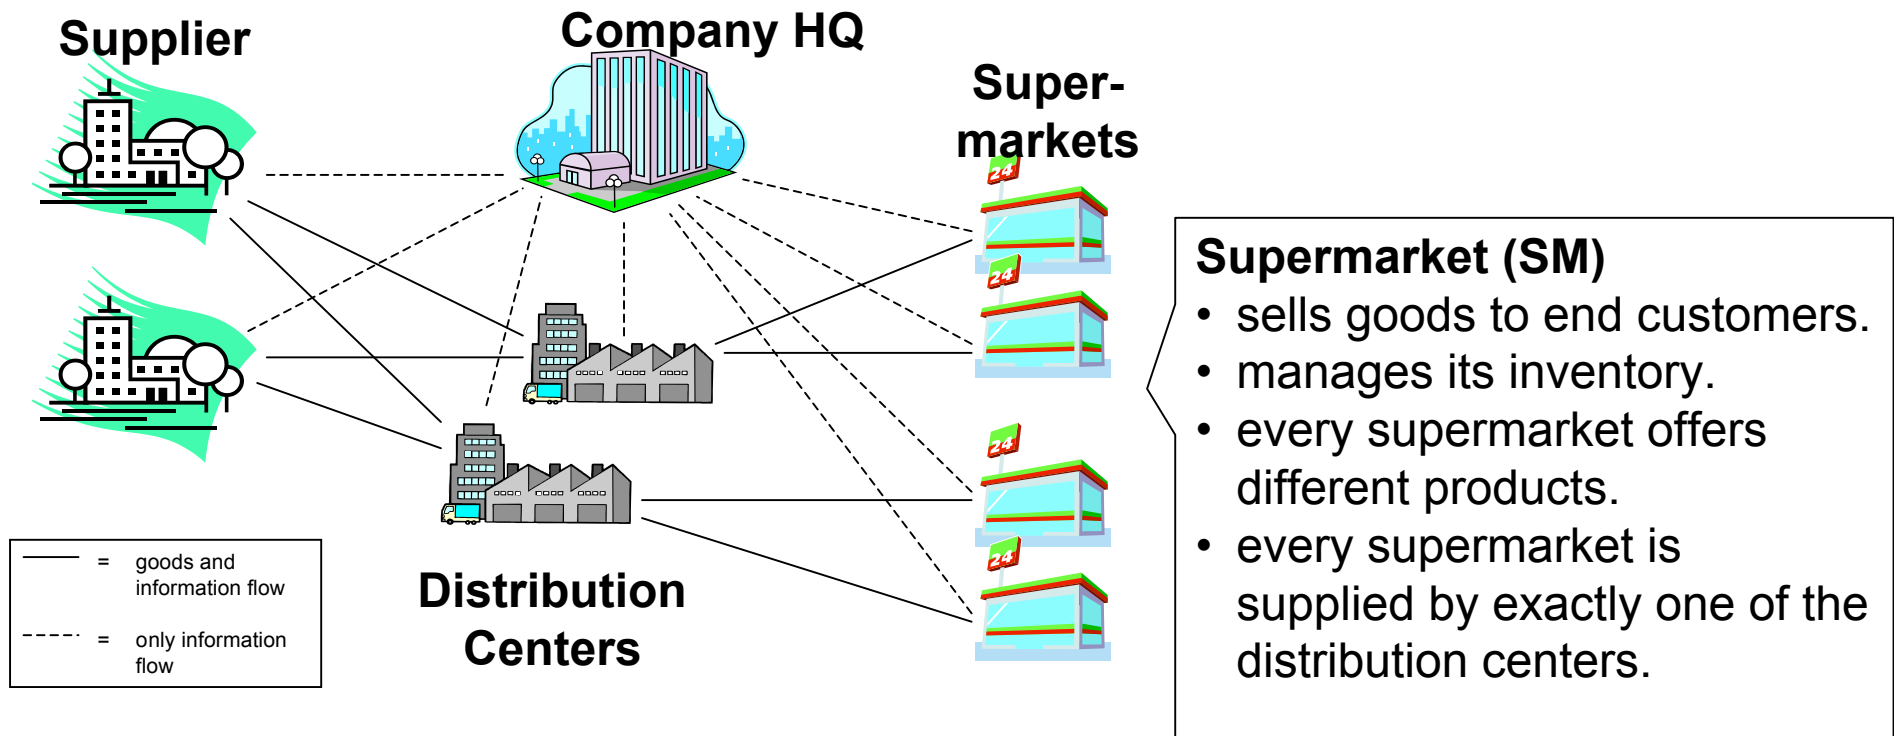 Supplier
Company HQ
Super-
markets
24
24
24
24
Distribution
Centers
= goods and
information flow
= only information
flow
Supermarket (SM)
• sells goods to end customers.
• manages its inventory.
• every supermarket offers
different products.
• every supermarket is
supplied by exactly one of the
distribution centers.